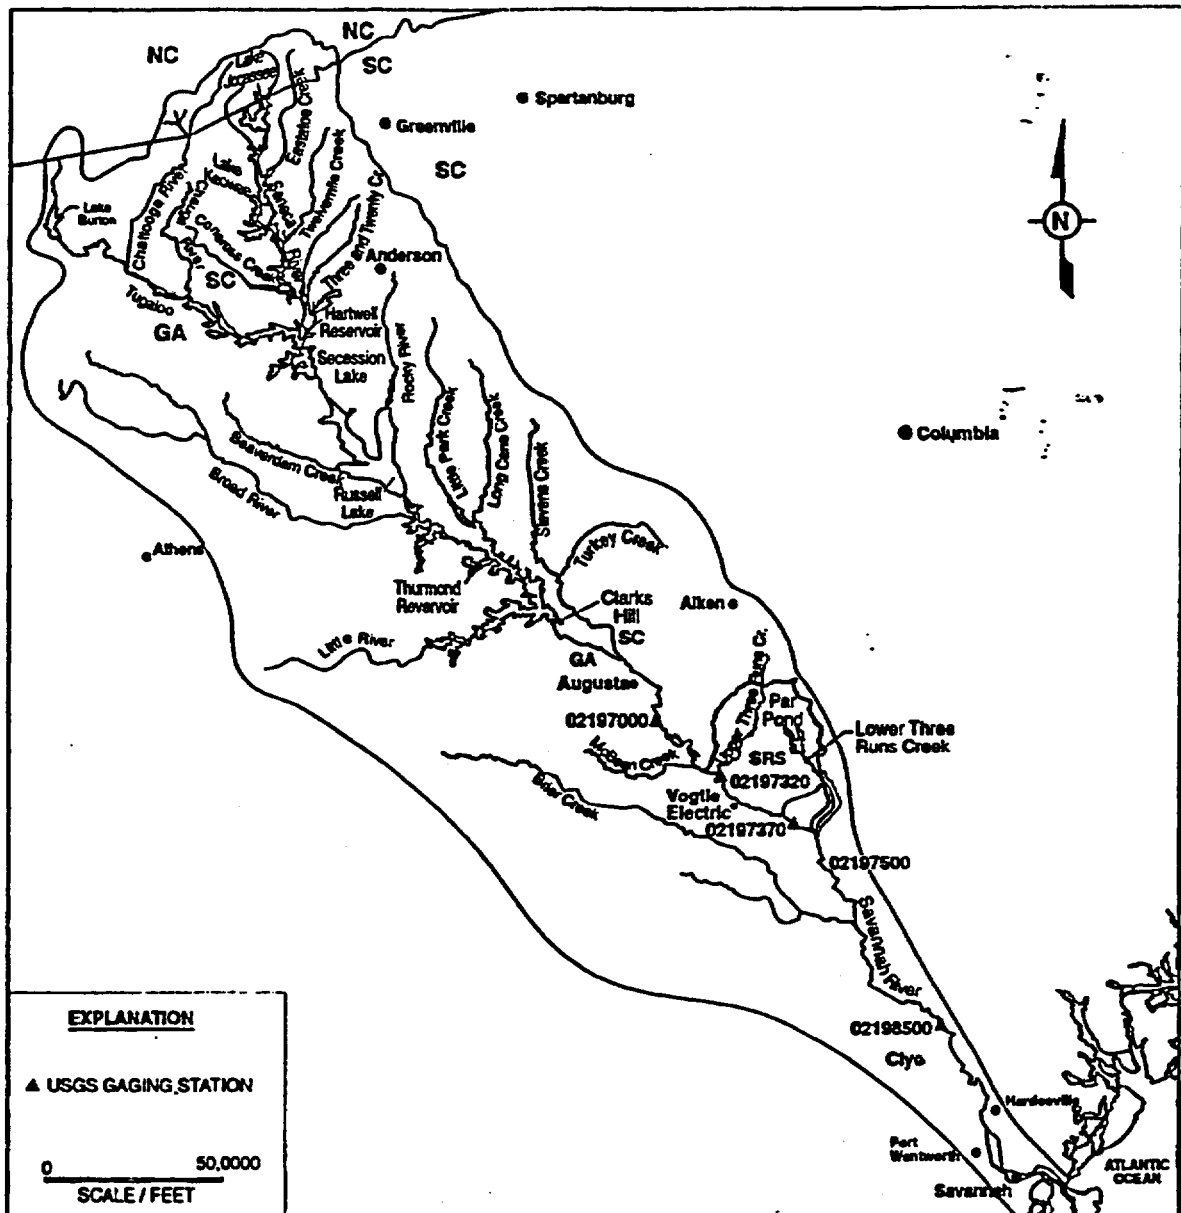 NC
NC
SC
Lake
Jocassee
Eastatoe Creek
Spartanburg
Greenville
SC
Lake
Keowee
Seneca
River
Twelvemile Creek
Three and Twenty Cr.
Lake
Burton
Chattooga River
Chauga
River
Coneross Creek
SC
Anderson
N
Tugaloo
GA
Hartwell
Reservoir
Secession
Lake
Rocky River
Little Park Creek
Long Cane Creek
Stevens Creek
Columbia
Beaverdam Creek
Broad River
Russell
Lake
Athens
Turkey Creek
Thurmond
Reservoir
Clarks
Hill
Aiken
SC
Little River
GA
Augusta
Upper Three Runs Cr.
Par
Pond
02197000
Lower Three
Runs Creek
McBean Creek
SRS
02197320
Brier Creek
Vogtle
Electric
02197370
02197500
Savannah River
02198500
Clyo
Hardeeville
Port
Wentworth
Savannah
ATLANTIC
OCEAN
EXPLANATION
▲ USGS GAGING STATION
0 50,0000
SCALE / FEET